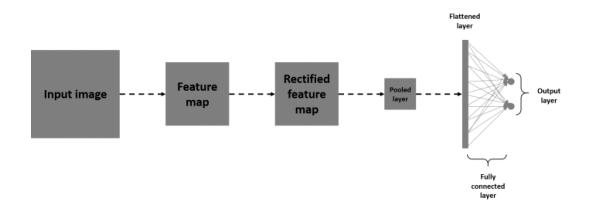 Flattened
layer
Input image
Feature
map
Rectified
feature
map
Pooled
layer
Output
layer
Fully
connected
layer